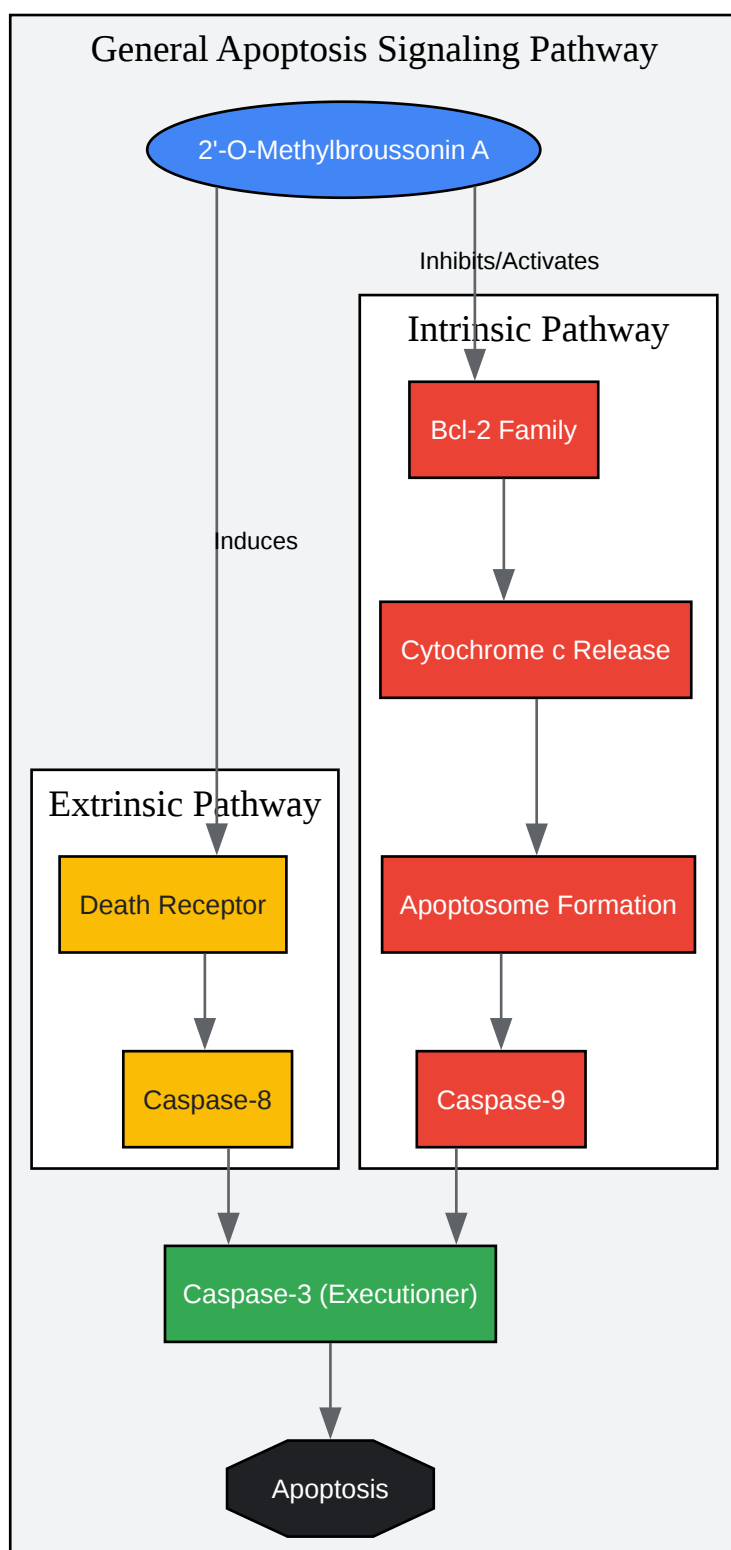 General Apoptosis Signaling Pathway
2'-O-Methylbroussonin A
Inhibits/Activates
Intrinsic Pathway
Bcl-2 Family
Induces
Cytochrome c Release
Extrinsic Pathway
Death Receptor
Apoptosome Formation
Caspase-8
Caspase-9
Caspase-3 (Executioner)
Apoptosis